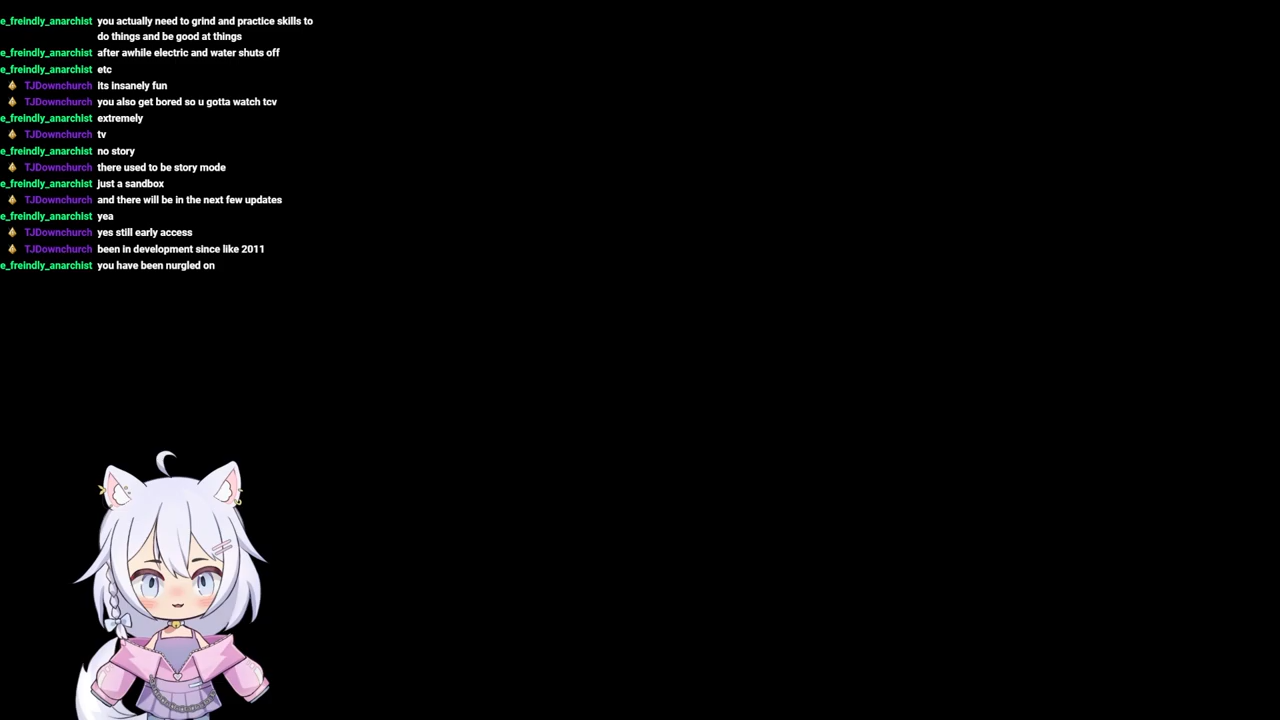 e_freindly_anarchist you actually need to grind and practice skills to
do things and be good at things
e_freindly_anarchist after awhile electric and water shuts off
e_freindly_anarchist etc
TJDownchurch its insanely fun
TJDownchurch you also get bored so u gotta watch tcv
e_freindly_anarchist extremely
TJDownchurch tv
e_freindly_anarchist no story
TJDownchurch there used to be story mode
e_freindly_anarchist just a sandbox
TJDownchurch and there will be in the next few updates
e_freindly_anarchist yea
TJDownchurch yes still early access
TJDownchurch been in development since like 2011
e_freindly_anarchist you have been nurgled on